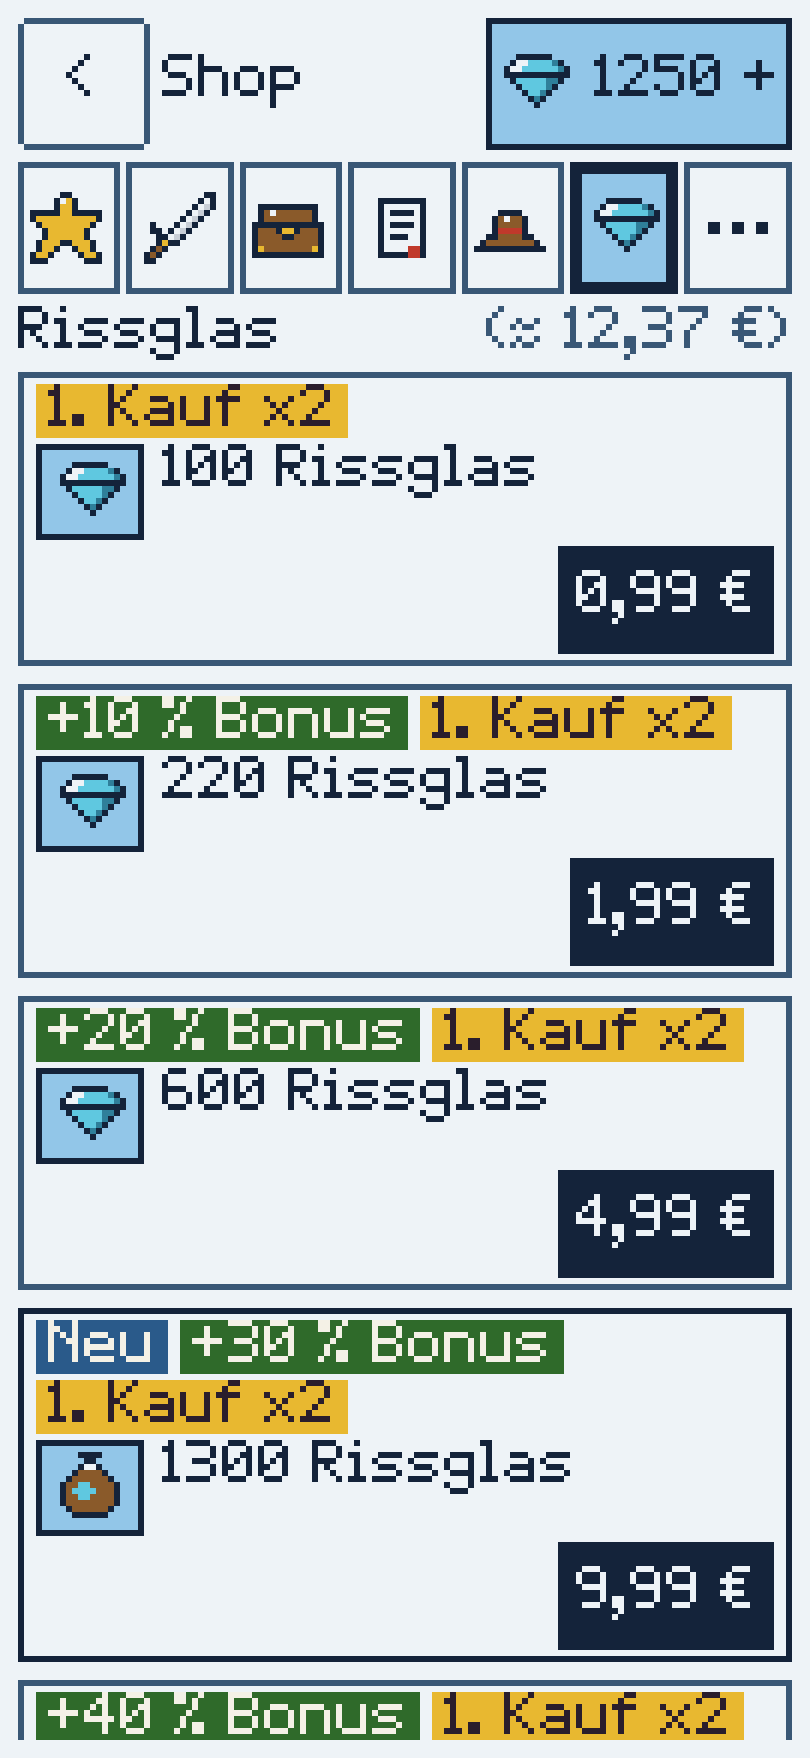 < Shop 1250 +
...
Rissglas (≈ 12,37 €)
1. Kauf x2
100 Rissglas
0,99 €
+10 % Bonus 1. Kauf x2
220 Rissglas
1,99 €
+20 % Bonus 1. Kauf x2
600 Rissglas
4,99 €
Neu +30 % Bonus
1. Kauf x2
1300 Rissglas
9,99 €
+40 % Bonus 1. Kauf x2